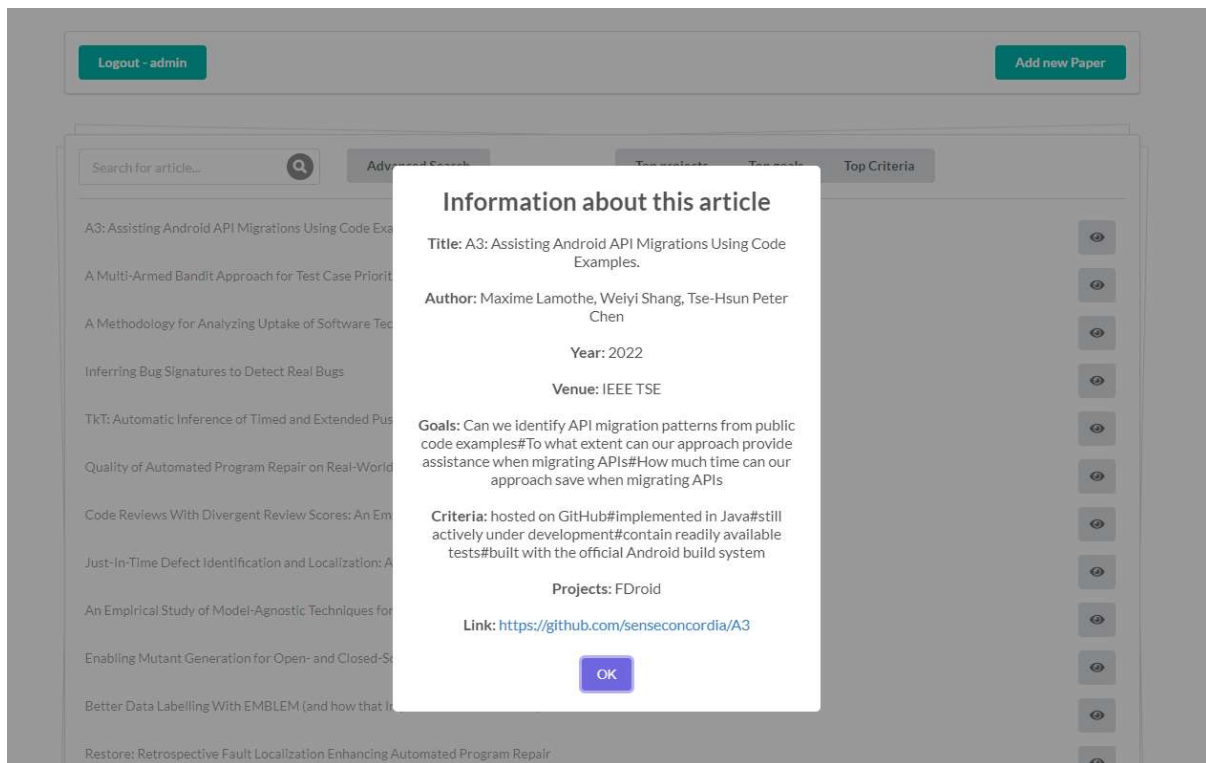 Logout - admin
Add new Paper
Search for article...
Advanced Search
Top projects
Top goals
Top Criteria
A3: Assisting Android API Migrations Using Code Exa
A Multi-Armed Bandit Approach for Test Case Priorit
A Methodology for Analyzing Uptake of Software Tec
Inferring Bug Signatures to Detect Real Bugs
TkT: Automatic Inference of Timed and Extended Pus
Quality of Automated Program Repair on Real-World
Code Reviews With Divergent Review Scores: An Em
Just-In-Time Defect Identification and Localization: A
An Empirical Study of Model-Agnostic Techniques for
Enabling Mutant Generation for Open- and Closed-So
Better Data Labelling With EMBLEM (and how that I
Restore: Retrospective Fault Localization Enhancing Automated Program Repair
Information about this article
Title: A3: Assisting Android API Migrations Using Code
Examples.
Author: Maxime Lamothe, Weiyi Shang, Tse-Hsun Peter
Chen
Year: 2022
Venue: IEEE TSE
Goals: Can we identify API migration patterns from public
code examples#To what extent can our approach provide
assistance when migrating APIs#How much time can our
approach save when migrating APIs
Criteria: hosted on GitHub#implemented in Java#still
actively under development#contain readily available
tests#built with the official Android build system
Projects: FDroid
Link: https://github.com/senseconcordia/A3
OK